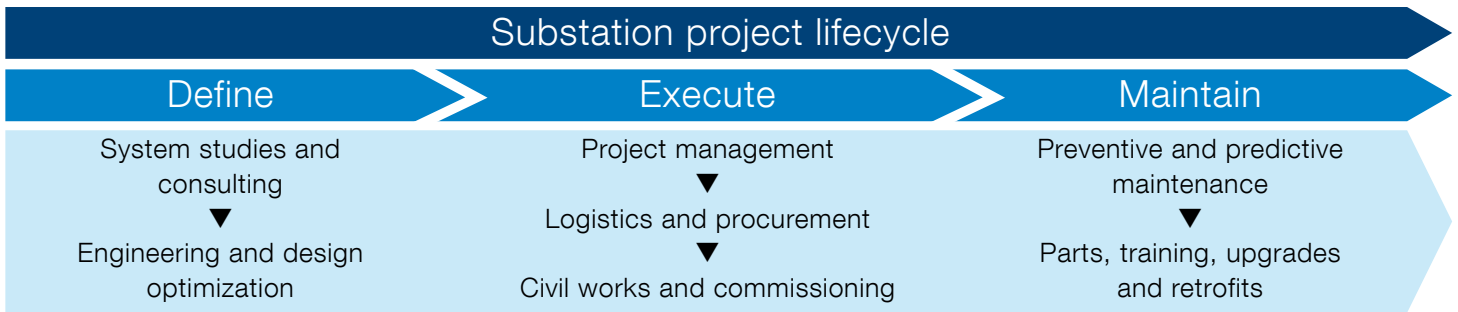 Substation project lifecycle
Define
Execute
Maintain
System studies and
consulting
▼
Engineering and design
optimization
Project management
▼
Logistics and procurement
▼
Civil works and commissioning
Preventive and predictive
maintenance
▼
Parts, training, upgrades
and retrofits